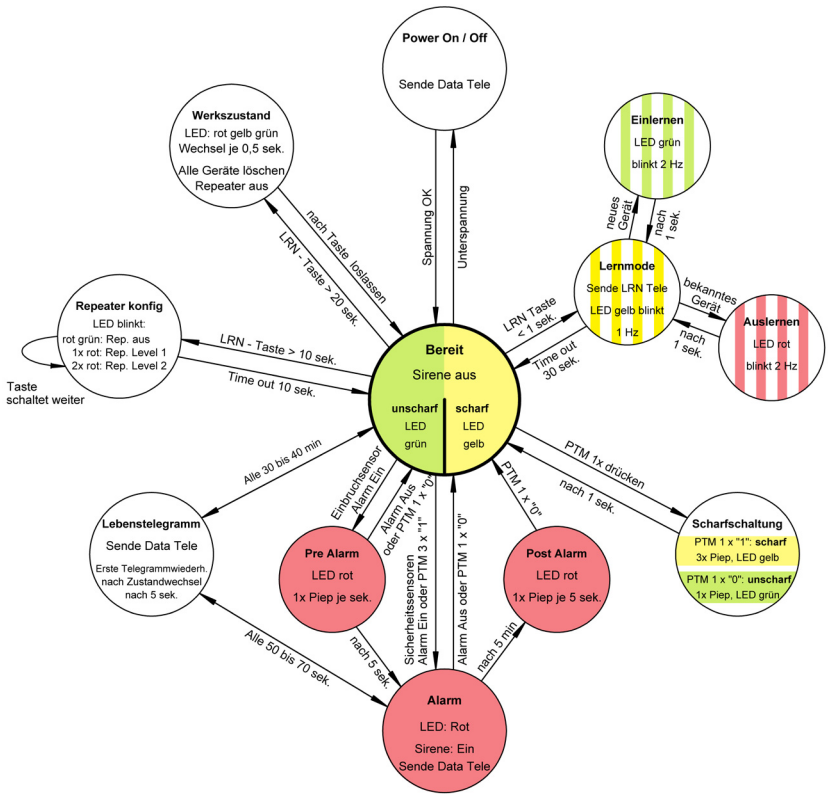 Power On / Off
Sende Data Tele
Werkszustand
LED: rot gelb grün
Wechsel je 0,5 sek.
Alle Geräte löschen
Repeater aus
Einlernen
LED grün
blinkt 2 Hz
nach Taste loslassen
LRN - Taste > 20 sek.
Spannung OK
Unterspannung
neues
Gerät
nach
1 sek.
Lernmode
Sende LRN Tele
LED gelb blinkt
1 Hz
bekanntes
Gerät
nach
1 sek.
Auslernen
LED rot
blinkt 2 Hz
Repeater konfig
LED blinkt:
rot grün: Rep. aus
1x rot: Rep. Level 1
2x rot: Rep. Level 2
Taste
schaltet weiter
LRN - Taste > 10 sek.
Time out 10 sek.
LRN Taste
< 1 sek.
Time out
30 sek.
Bereit
Sirene aus
unscharf
LED
grün
scharf
LED
gelb
Alle 30 bis 40 min
Einbruchsensor
Alarm Ein
Alarm Aus
oder PTM 1 x "0"
Sicherheitssensoren
Alarm Ein oder PTM 3 x "1"
Alarm Aus oder PTM 1 x "0"
PTM 1 x "0"
PTM 1x drücken
nach 1 sek.
Lebenstelegramm
Sende Data Tele
Erste Telegrammwiederh.
nach Zustandwechsel
nach 5 sek.
Pre Alarm
LED rot
1x Piep je sek.
Post Alarm
LED rot
1x Piep je 5 sek.
Scharfschaltung
PTM 1 x "1": scharf
3x Piep, LED gelb
PTM 1 x "0": unscharf
1x Piep, LED grün
Alle 50 bis 70 sek.
nach 5 sek.
nach 5 min
Alarm
LED: Rot
Sirene: Ein
Sende Data Tele